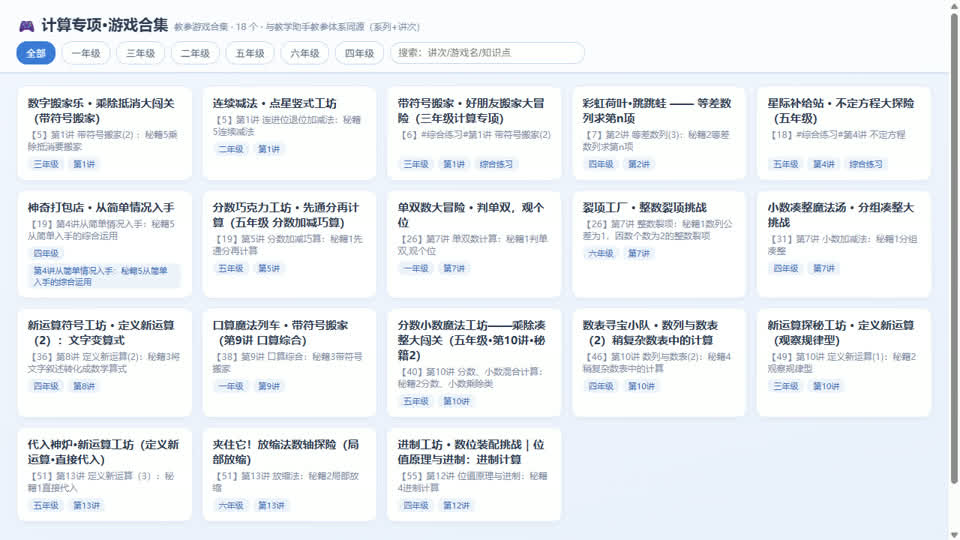 🎮 计算专项·游戏合集 教参游戏合集 · 18 个 · 与教学助手教参体系同源（系列+讲次）
全部 一年级 三年级 二年级 五年级 六年级 四年级 搜索：讲次/游戏名/知识点
数字搬家乐·乘除抵消大闯关
（带符号搬家）
【5】第1讲 带符号搬家(2)：秘籍5乘
除抵消要搬家
三年级 第1讲
连续减法·点星竖式工坊
【5】第1讲 连进位退位加减法：秘籍
5连续减法
二年级 第1讲
带符号搬家·好朋友搬家大冒
险（三年级计算专项）
【6】#综合练习#第1讲 带符号搬家(2)
三年级 第1讲 综合练习
彩虹荷叶·跳跳蛙 —— 等差数
列求第n项
【7】第2讲 等差数列(3)：秘籍2等差
数列求第n项
四年级 第2讲
星际补给站·不定方程大探险
（五年级）
【18】#综合练习#第4讲 不定方程
五年级 第4讲 综合练习
神奇打包店·从简单情况入手
【19】第4讲从简单情况入手：秘籍5
从简单入手的综合运用
四年级
第4讲从简单情况入手：秘籍5从简单
入手的综合运用
分数巧克力工坊·先通分再计
算（五年级 分数加减巧算）
【19】第5讲 分数加减巧算：秘籍1先
通分再计算
五年级 第5讲
单双数大冒险·判单双，观个
位
【26】第7讲 单双数计算：秘籍1判单
双,观个位
一年级 第7讲
裂项工厂·整数裂项挑战
【26】第7讲 整数裂项：秘籍1数列公
差为1，因数个数为2的整数裂项
六年级 第7讲
小数凑整魔法汤·分组凑整大
挑战
【31】第7讲 小数加减法：秘籍1分组
凑整
四年级 第7讲
新运算符号工坊·定义新运算
（2）：文字变算式
【36】第8讲 定义新运算(2)：秘籍3将
文字叙述转化成数学算式
四年级 第8讲
口算魔法列车·带符号搬家
（第9讲 口算综合）
【38】第9讲 口算综合：秘籍3带符号
搬家
一年级 第9讲
分数小数魔法工坊——乘除凑
整大闯关（五年级·第10讲·秘
籍2）
【40】第10讲 分数、小数混合计算：
秘籍2分数、小数乘除类
五年级 第10讲
数表寻宝小队·数列与数表
（2）稍复杂数表中的计算
【46】第10讲 数列与数表(2)：秘籍4
稍复杂数表中的计算
四年级 第10讲
新运算探秘工坊·定义新运算
（观察规律型）
【49】第10讲 定义新运算(1)：秘籍2
观察规律型
三年级 第10讲
代入神炉·新运算工坊（定义新
运算·直接代入）
【51】第13讲 定义新运算（3）：秘
籍1直接代入
五年级 第13讲
夹住它！放缩法数轴探险（局
部放缩）
【51】第13讲 放缩法：秘籍2局部放
缩
六年级 第13讲
进制工坊·数位装配挑战｜位
值原理与进制：进制计算
【55】第12讲 位值原理与进制：秘籍
4进制计算
四年级 第12讲